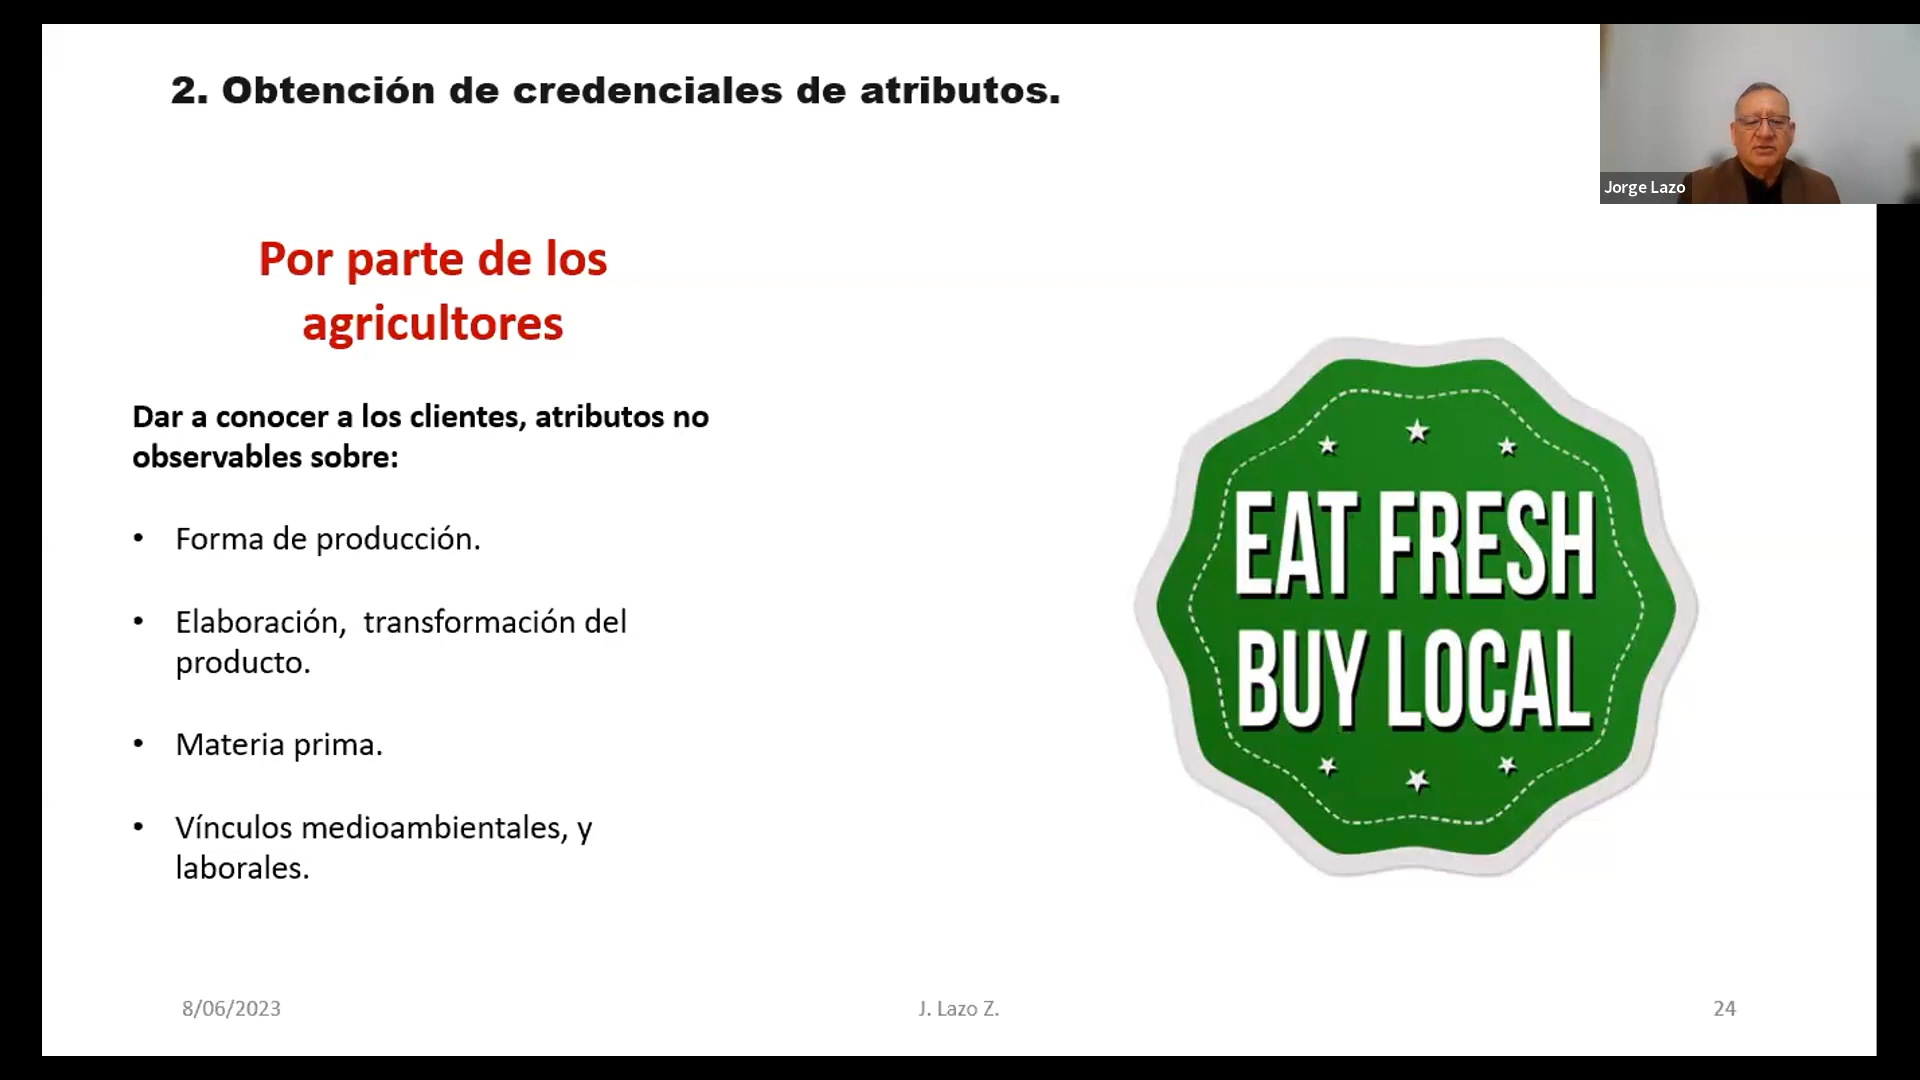 2. Obtención de credenciales de atributos.
Jorge Lazo
Por parte de los
agricultores
Dar a conocer a los clientes, atributos no
observables sobre:
• Forma de producción.
• Elaboración,  transformación del
producto.
• Materia prima.
• Vínculos medioambientales, y
laborales.
EAT FRESH
BUY LOCAL
8/06/2023
J. Lazo Z.
24